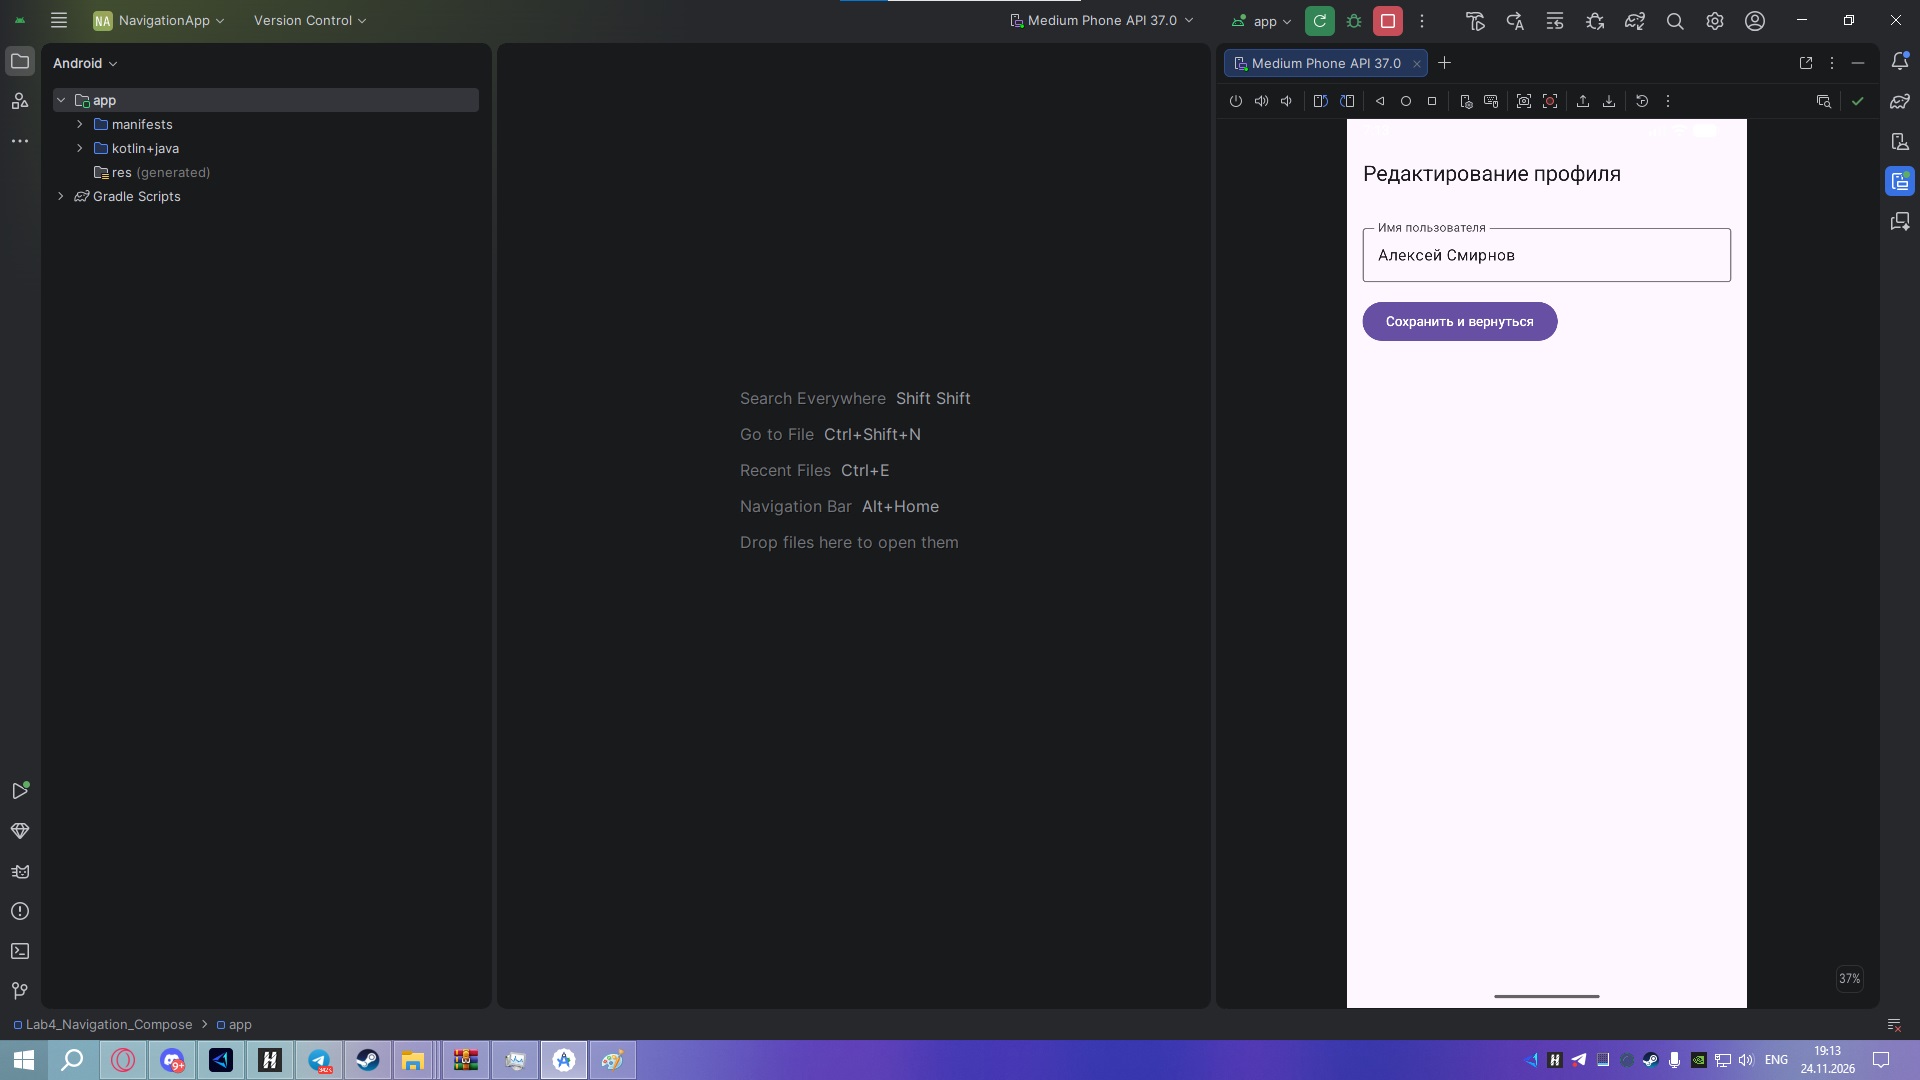 NA NavigationApp
Version Control
Medium Phone API 37.0
app
Android
app
manifests
kotlin+java
res (generated)
Gradle Scripts
Search Everywhere Shift Shift
Go to File Ctrl+Shift+N
Recent Files Ctrl+E
Navigation Bar Alt+Home
Drop files here to open them
Medium Phone API 37.0
Редактирование профиля
Имя пользователя
Алексей Смирнов
Сохранить и вернуться
37%
Lab4_Navigation_Compose > app
9+
ENG
19:13
24.11.2026